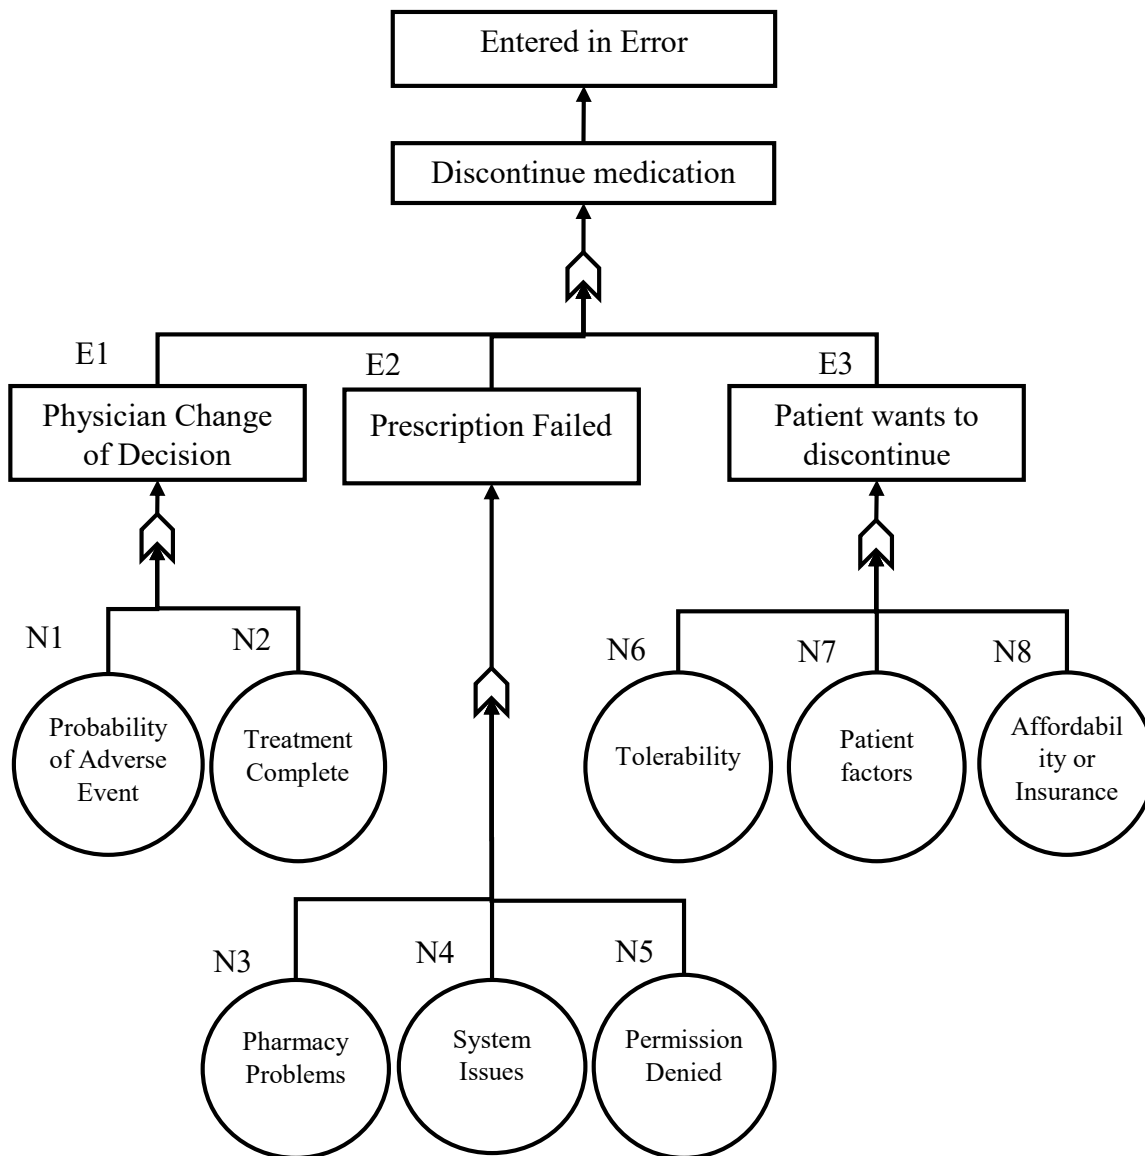 Entered in Error
Discontinue medication
E1
E2
E3
Physician Change
of Decision
Prescription Failed
Patient wants to
discontinue
N1
N2
N6
N7
N8
Probability
of Adverse
Event
Treatment
Complete
Tolerability
Patient
factors
Affordabil
ity or
Insurance
N3
N4
N5
Pharmacy
Problems
System
Issues
Permission
Denied